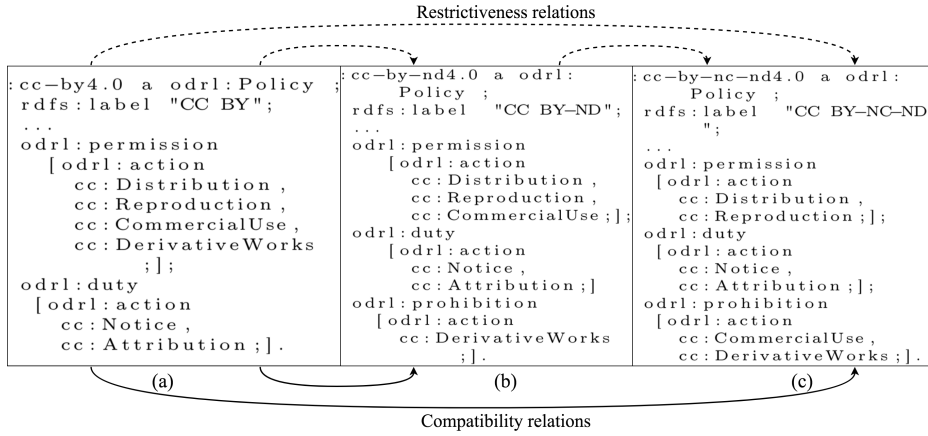 Restrictiveness relations
:cc-by4.0 a odrl:Policy ;
rdfs:label "CC BY";
...
odrl:permission
[odrl:action
cc:Distribution,
cc:Reproduction,
cc:CommercialUse,
cc:DerivativeWorks
;];
odrl:duty
[odrl:action
cc:Notice,
cc:Attribution;].
(a)
:cc-by-nd4.0 a odrl:
Policy ;
rdfs:label "CC BY-ND";
...
odrl:permission
[odrl:action
cc:Distribution,
cc:Reproduction,
cc:CommercialUse;];
odrl:duty
[odrl:action
cc:Notice,
cc:Attribution;]
odrl:prohibition
[odrl:action
cc:DerivativeWorks
;].
(b)
:cc-by-nc-nd4.0 a odrl:
Policy ;
rdfs:label "CC BY-NC-ND
";
...
odrl:permission
[odrl:action
cc:Distribution,
cc:Reproduction;];
odrl:duty
[odrl:action
cc:Notice,
cc:Attribution;];
odrl:prohibition
[odrl:action
cc:CommercialUse,
cc:DerivativeWorks;].
(c)
Compatibility relations